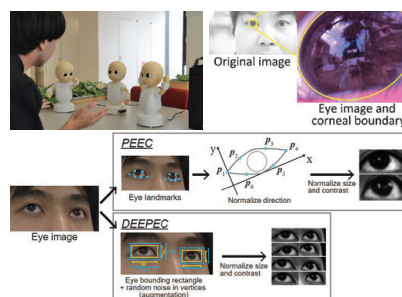 Original image
Eye image and
corneal boundary
PEEC
Eye landmarks
y
x
p1
p2
p3
p4
p5
p6
Normalize direction
Normalize size
and contrast
Eye image
DEEPEC
Eye bounding rectangle
+ random noise in vertices
(augmentation)
Normalize size
and contrast